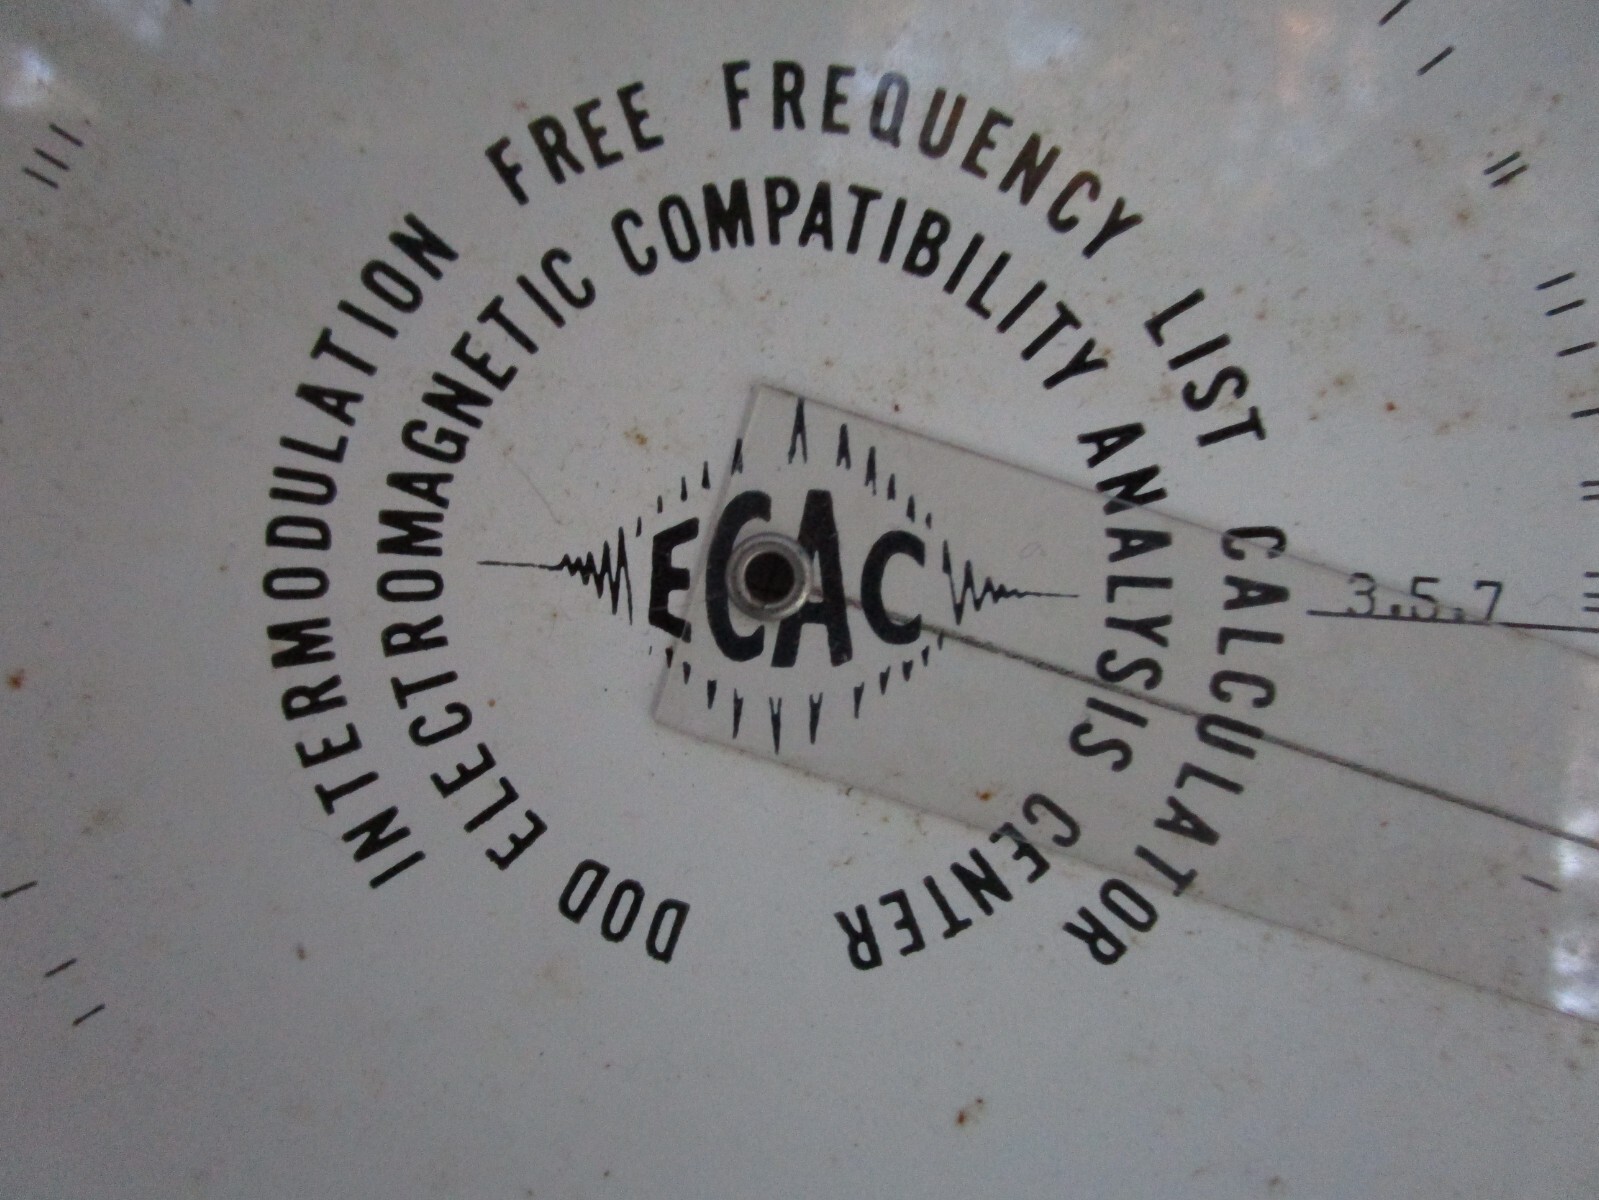 INTERMODULATION FREE FREQUENCY LIST CALCULATOR
DOD ELECTROMAGNETIC COMPATIBILITY ANALYSIS CENTER
ECAC
3.5.7